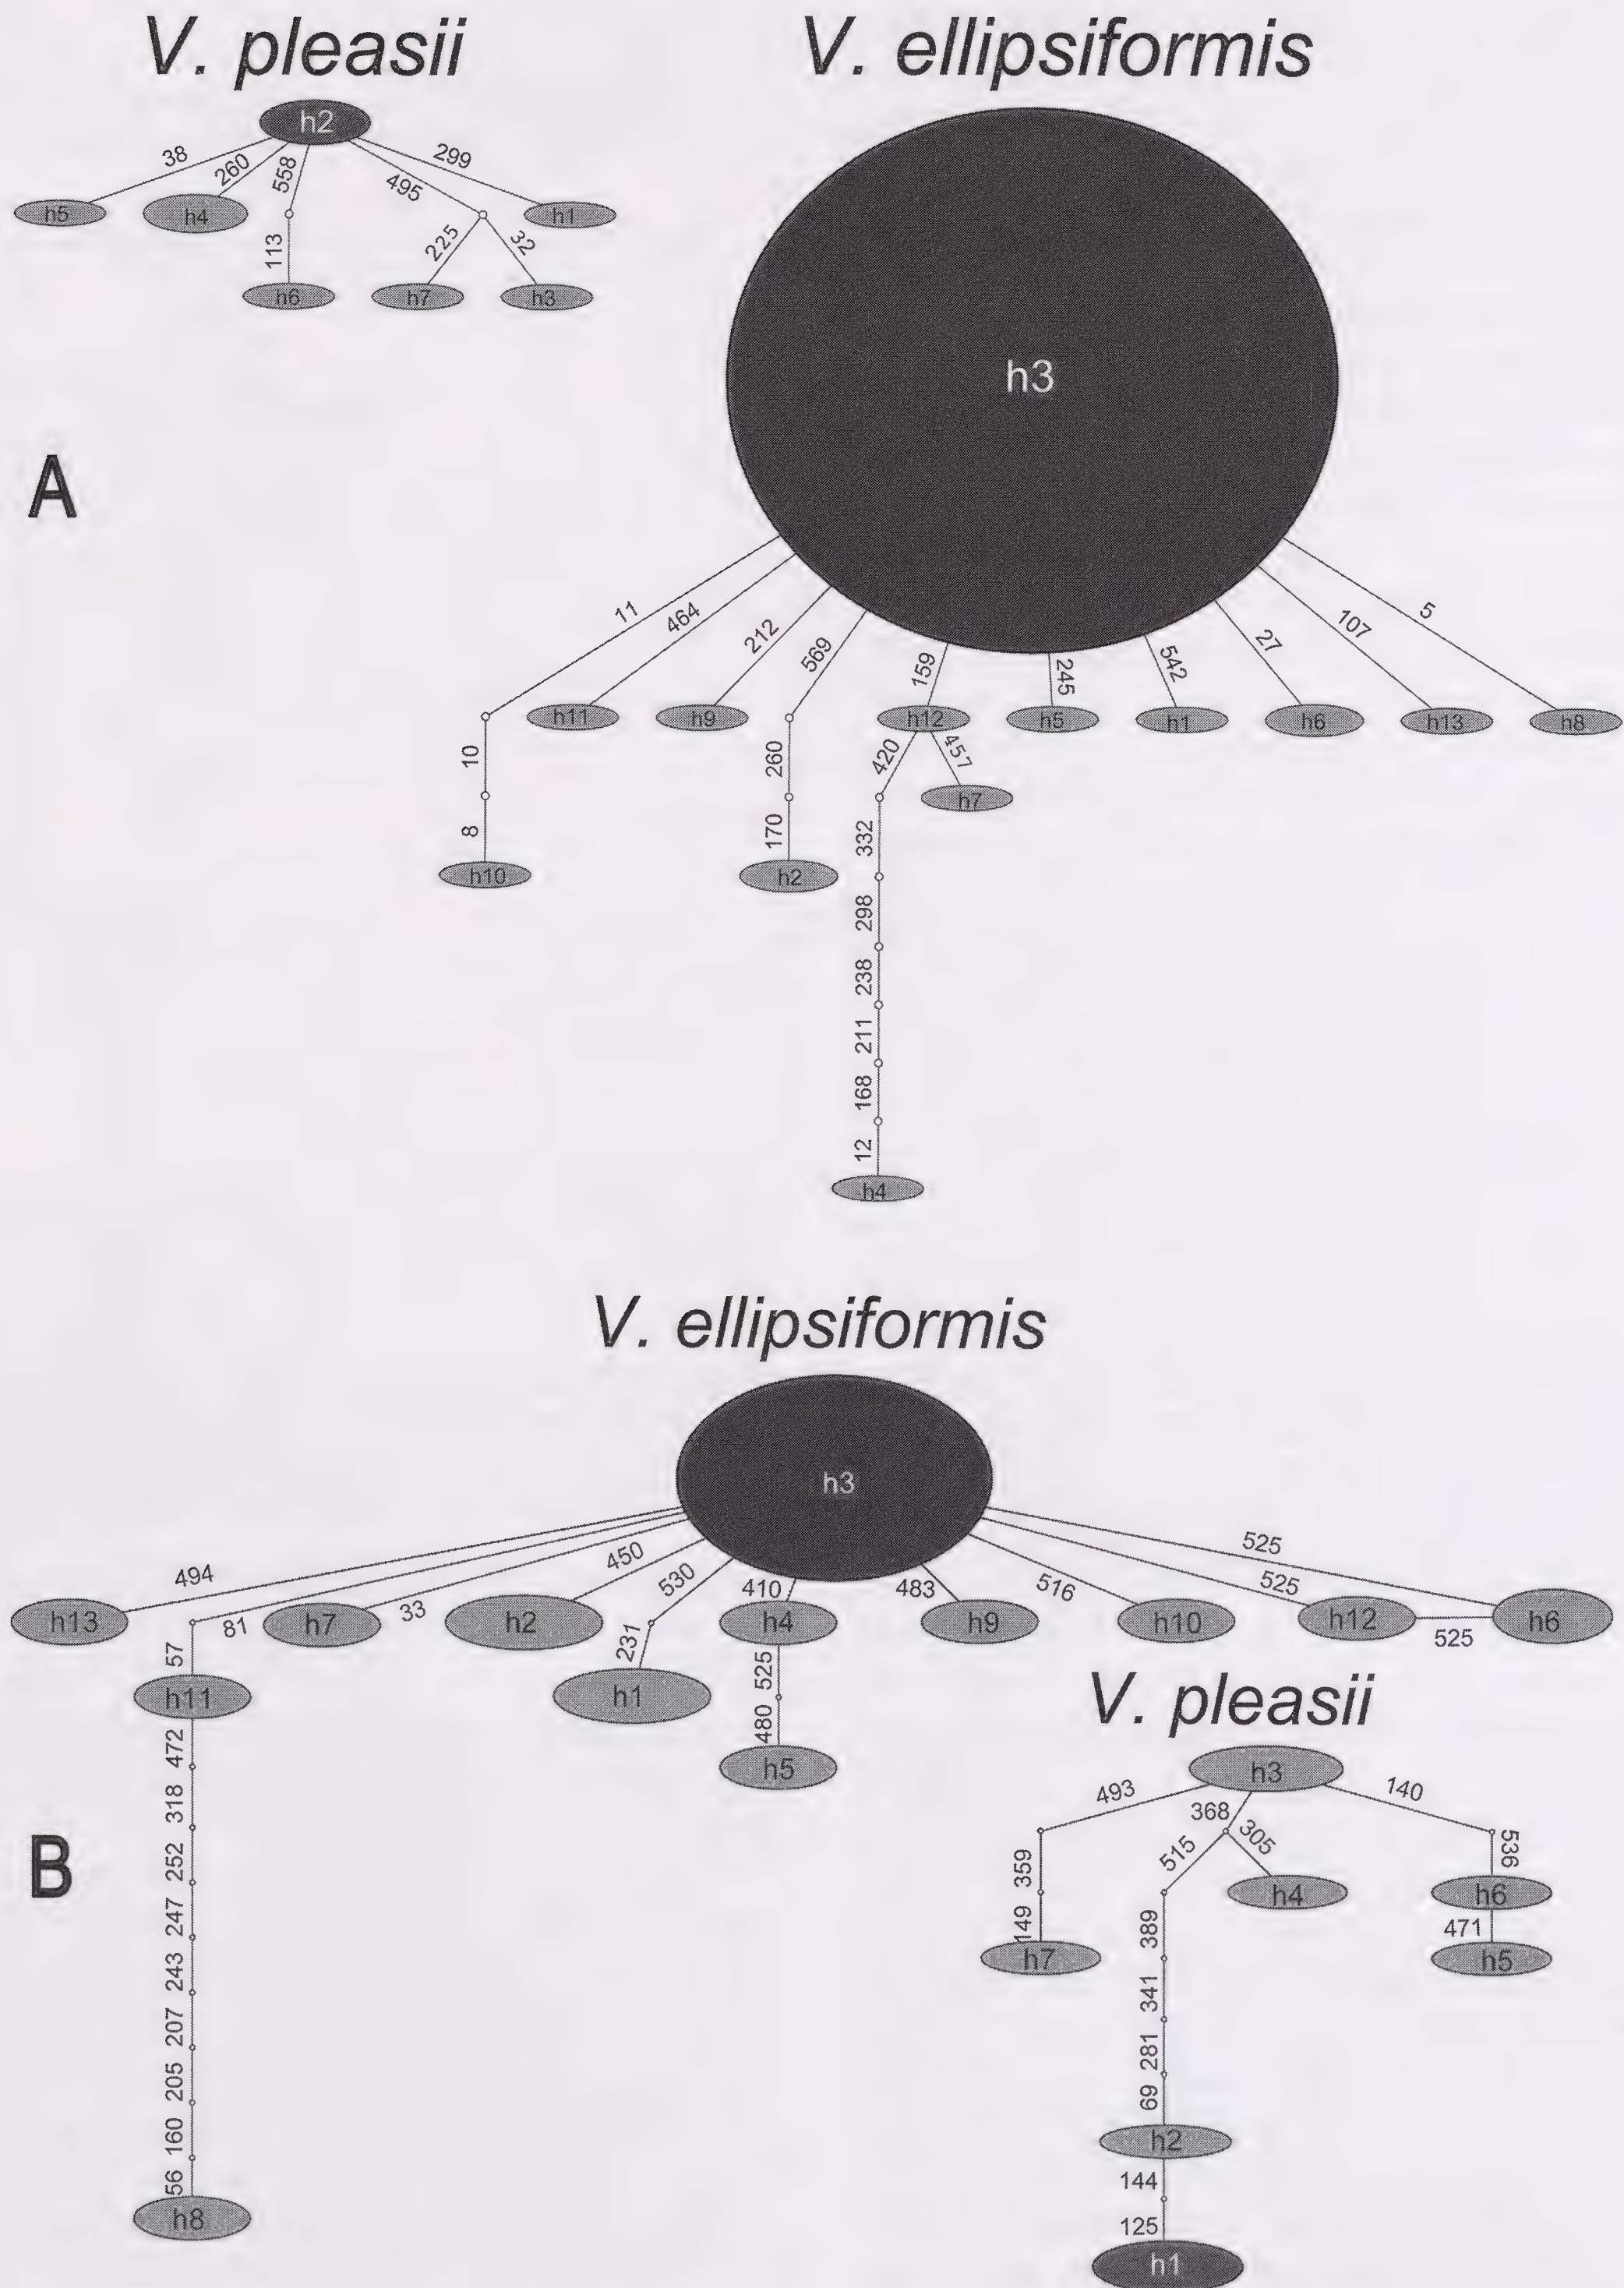 V. pleasii
V. ellipsiformis
h2
38
260
558
495
299
h5
h4
h1
113
225
32
h6
h7
h3
h3
A
11
464
212
569
159
245
542
27
107
5
h11
h9
h12
h5
h1
h6
h13
h8
10
260
420
457
h7
8
170
332
h10
h2
298
238
211
168
12
h4
V. ellipsiformis
h3
494
81
33
450
530
410
483
516
525
525
h13
h7
h2
h4
h9
h10
h12
h6
525
57
231
525
h11
h1
480
h5
472
318
252
247
243
207
205
160
56
h8
V. pleasii
h3
493
368
140
515
305
536
359
h4
h6
149
471
h7
h5
389
341
281
69
h2
144
125
h1
B